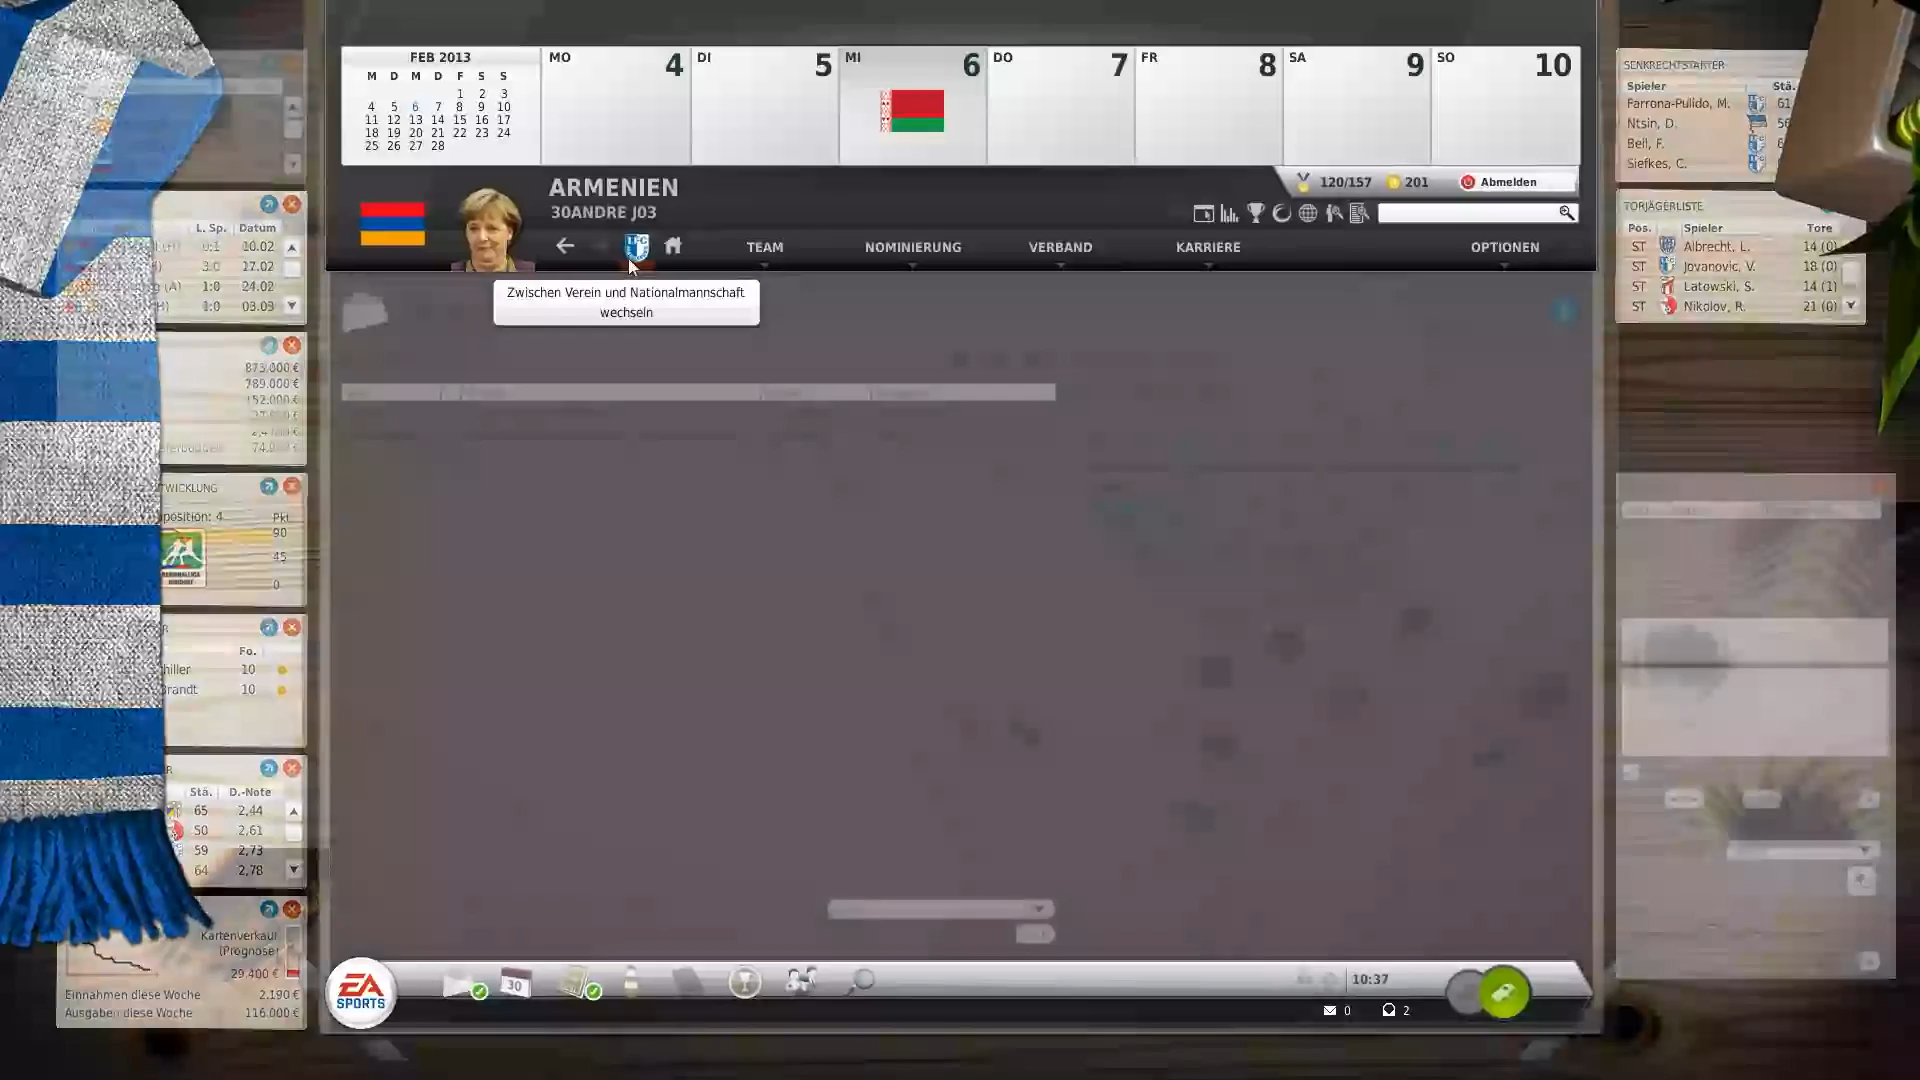 FEB 2013
M D M D F S S
1 2 3
4 5 6 7 8 9 10
11 12 13 14 15 16 17
18 19 20 21 22 23 24
25 26 27 28
MO 4
DI 5
MI 6
DO 7
FR 8
SA 9
SO 10
ARMENIEN
30ANDRE J03
120/157
201
Abmelden
TEAM
NOMINIERUNG
VERBAND
KARRIERE
OPTIONEN
Zwischen Verein und Nationalmannschaft
wechseln
L. Sp. Datum
0:1 10.02
3:0 17.02
(A) 1:0 24.02
1:0 03.03
873.000 €
789.000 €
WICKLUNG
position: 4
Pkt
90
45
0
Fo.
hiller 10
randt 10
Stä. D.-Note
65 2,44
50 2,61
59 2,73
64 2,78
Kartenverkauf
(Prognose)
29.400 €
Einnahmen diese Woche 2.190 €
Ausgaben diese Woche 116.000 €
SENKRECHTSTARTER
Spieler Stä.
Farrona-Pulido, M. 61
Ntsin, D. 56
Bell, F.
Siefkes, C.
TORJÄGERLISTE
Pos. Spieler Tore
ST Albrecht, L. 14 (0)
ST Jovanovic, V. 18 (0)
ST Latowski, S. 14 (1)
ST Nikolov, R. 21 (0)
EA
SPORTS
30
10:37
0
2